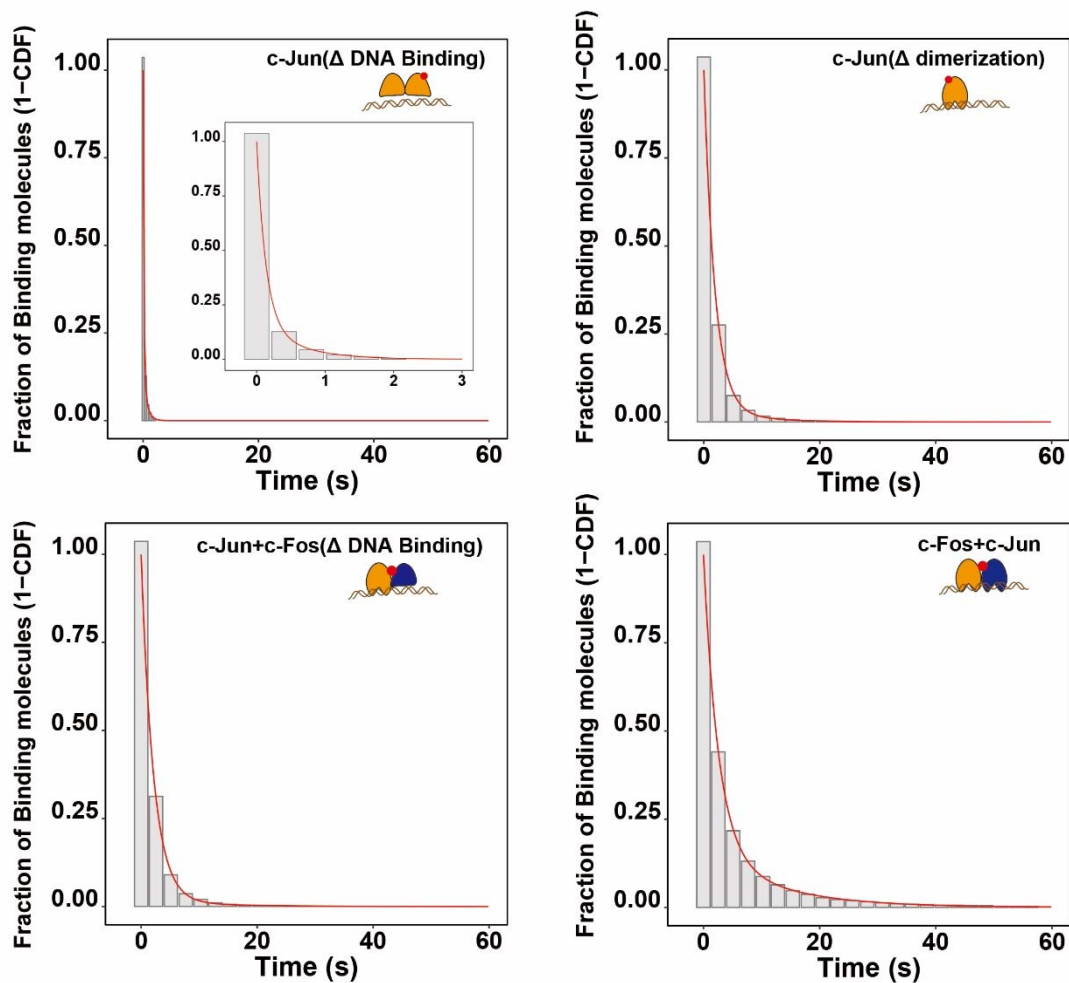 Fraction of Binding molecules (1−CDF)
c-Jun(Δ DNA Binding)
1.00
0.75
0.50
0.25
0.00
1.00
0.75
0.50
0.25
0.00
0 1 2 3
0 20 40 60
Time (s)
Fraction of Binding molecules (1−CDF)
c-Jun(Δ dimerization)
1.00
0.75
0.50
0.25
0.00
0 20 40 60
Time (s)
Fraction of Binding molecules (1−CDF)
c-Jun+c-Fos(Δ DNA Binding)
1.00
0.75
0.50
0.25
0.00
0 20 40 60
Time (s)
Fraction of Binding molecules (1−CDF)
c-Fos+c-Jun
1.00
0.75
0.50
0.25
0.00
0 20 40 60
Time (s)